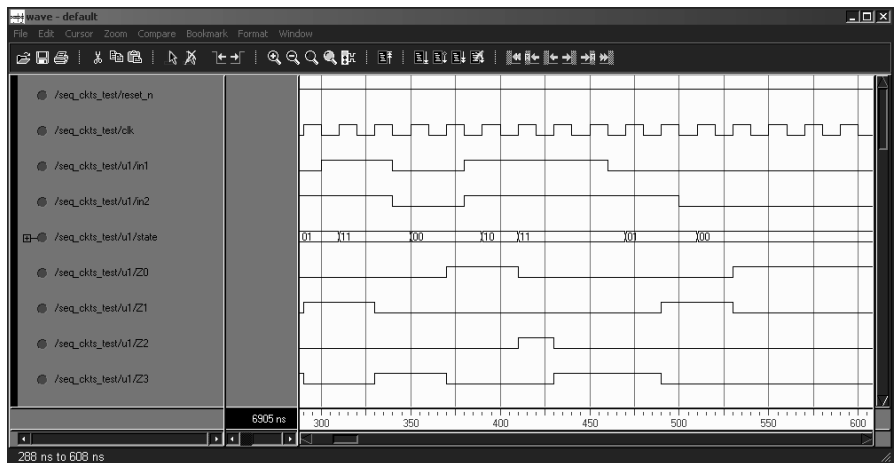 wave - default
File Edit Cursor Zoom Compare Bookmark Format Window
/seq_ckts_test/reset_n
/seq_ckts_test/clk
/seq_ckts_test/u1/in1
/seq_ckts_test/u1/in2
/seq_ckts_test/u1/state
01 11 00 10 11 01 00
/seq_ckts_test/u1/Z0
/seq_ckts_test/u1/Z1
/seq_ckts_test/u1/Z2
/seq_ckts_test/u1/Z3
6905 ns
300 350 400 450 500 550 600
288 ns to 608 ns